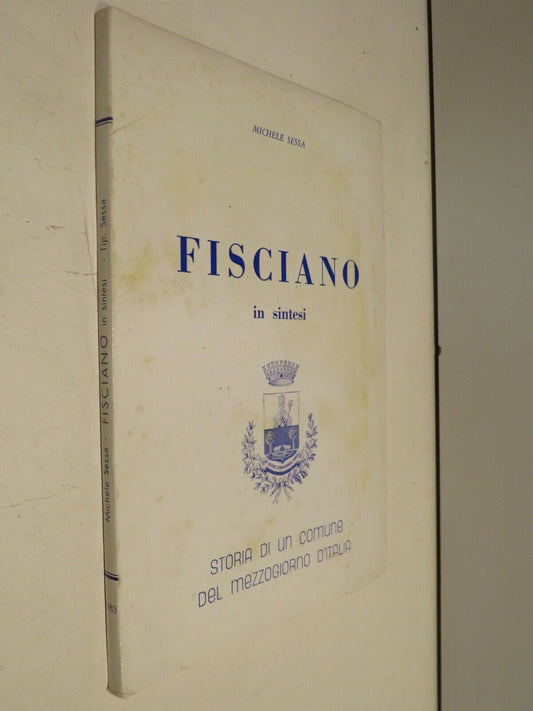 MICHELE SESSA
FISCIANO
in sintesi
STORIA DI UN COMUNE
DEL MEZZOGIORNO D'ITALIA
Michele Sessa - FISCIANO in sintesi - Tip. Sessa